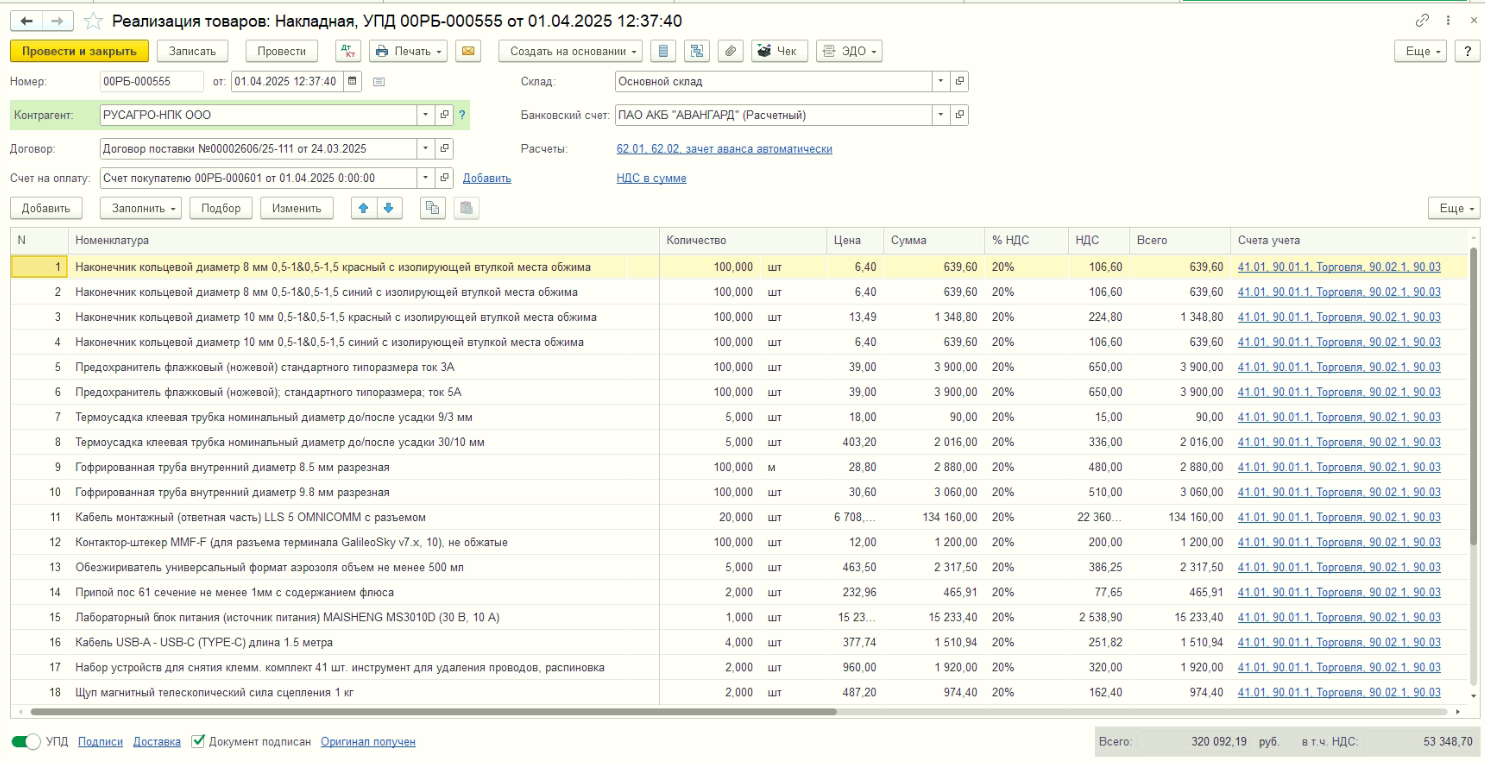 Реализация товаров: Накладная, УПД 00РБ-000555 от 01.04.2025 12:37:40
Провести и закрыть Записать Провести Дт Кт Печать Создать на основании Чек ЭДО Еще ?
Номер: 00РБ-000555 от: 01.04.2025 12:37:40 Склад: Основной склад
Контрагент: РУСАГРО-НПК ООО ? Банковский счет: ПАО АКБ "АВАНГАРД" (Расчетный)
Договор: Договор поставки №00002606/25-111 от 24.03.2025 Расчеты: 62.01, 62.02, зачет аванса автоматически
Счет на оплату: Счет покупателю 00РБ-000601 от 01.04.2025 0:00:00 Добавить НДС в сумме
Добавить Заполнить Подбор Изменить Еще
N Номенклатура Количество Цена Сумма % НДС НДС Всего Счета учета
1 Наконечник кольцевой диаметр 8 мм 0,5-1&0,5-1,5 красный с изолирующей втулкой места обжима 100,000 шт 6,40 639,60 20% 106,60 639,60 41.01, 90.01.1, Торговля, 90.02.1, 90.03
2 Наконечник кольцевой диаметр 8 мм 0,5-1&0,5-1,5 синий с изолирующей втулкой места обжима 100,000 шт 6,40 639,60 20% 106,60 639,60 41.01, 90.01.1, Торговля, 90.02.1, 90.03
3 Наконечник кольцевой диаметр 10 мм 0,5-1&0,5-1,5 красный с изолирующей втулкой места обжима 100,000 шт 13,49 1 348,80 20% 224,80 1 348,80 41.01, 90.01.1, Торговля, 90.02.1, 90.03
4 Наконечник кольцевой диаметр 10 мм 0,5-1&0,5-1,5 синий с изолирующей втулкой места обжима 100,000 шт 6,40 639,60 20% 106,60 639,60 41.01, 90.01.1, Торговля, 90.02.1, 90.03
5 Предохранитель флажковый (ножевой) стандартного типоразмера ток 3А 100,000 шт 39,00 3 900,00 20% 650,00 3 900,00 41.01, 90.01.1, Торговля, 90.02.1, 90.03
6 Предохранитель флажковый (ножевой); стандартного типоразмера; ток 5А 100,000 шт 39,00 3 900,00 20% 650,00 3 900,00 41.01, 90.01.1, Торговля, 90.02.1, 90.03
7 Термоусадка клеевая трубка номинальный диаметр до/после усадки 9/3 мм 5,000 шт 18,00 90,00 20% 15,00 90,00 41.01, 90.01.1, Торговля, 90.02.1, 90.03
8 Термоусадка клеевая трубка номинальный диаметр до/после усадки 30/10 мм 5,000 шт 403,20 2 016,00 20% 336,00 2 016,00 41.01, 90.01.1, Торговля, 90.02.1, 90.03
9 Гофрированная труба внутренний диаметр 8.5 мм разрезная 100,000 м 28,80 2 880,00 20% 480,00 2 880,00 41.01, 90.01.1, Торговля, 90.02.1, 90.03
10 Гофрированная труба внутренний диаметр 9.8 мм разрезная 100,000 шт 30,60 3 060,00 20% 510,00 3 060,00 41.01, 90.01.1, Торговля, 90.02.1, 90.03
11 Кабель монтажный (ответная часть) LLS 5 OMNICOMM с разъемом 20,000 шт 6 708,... 134 160,00 20% 22 360... 134 160,00 41.01, 90.01.1, Торговля, 90.02.1, 90.03
12 Контактор-штекер MMF-F (для разъема терминала GalileoSky v7.x, 10), не обжатые 100,000 шт 12,00 1 200,00 20% 200,00 1 200,00 41.01, 90.01.1, Торговля, 90.02.1, 90.03
13 Обезжириватель универсальный формат аэрозоля объем не менее 500 мл 5,000 шт 463,50 2 317,50 20% 386,25 2 317,50 41.01, 90.01.1, Торговля, 90.02.1, 90.03
14 Припой пос 61 сечение не менее 1мм с содержанием флюса 2,000 шт 232,96 465,91 20% 77,65 465,91 41.01, 90.01.1, Торговля, 90.02.1, 90.03
15 Лабораторный блок питания (источник питания) MAISHENG MS3010D (30 В, 10 А) 1,000 шт 15 23... 15 233,40 20% 2 538,90 15 233,40 41.01, 90.01.1, Торговля, 90.02.1, 90.03
16 Кабель USB-A - USB-C (TYPE-C) длина 1.5 метра 4,000 шт 377,74 1 510,94 20% 251,82 1 510,94 41.01, 90.01.1, Торговля, 90.02.1, 90.03
17 Набор устройств для снятия клемм. комплект 41 шт. инструмент для удаления проводов, распиновка 2,000 шт 960,00 1 920,00 20% 320,00 1 920,00 41.01, 90.01.1, Торговля, 90.02.1, 90.03
18 Щуп магнитный телескопический сила сцепления 1 кг 2,000 шт 487,20 974,40 20% 162,40 974,40 41.01, 90.01.1, Торговля, 90.02.1, 90.03
УПД Подписи Доставка Документ подписан Оригинал получен Всего: 320 092,19 руб. в т.ч. НДС: 53 348,70